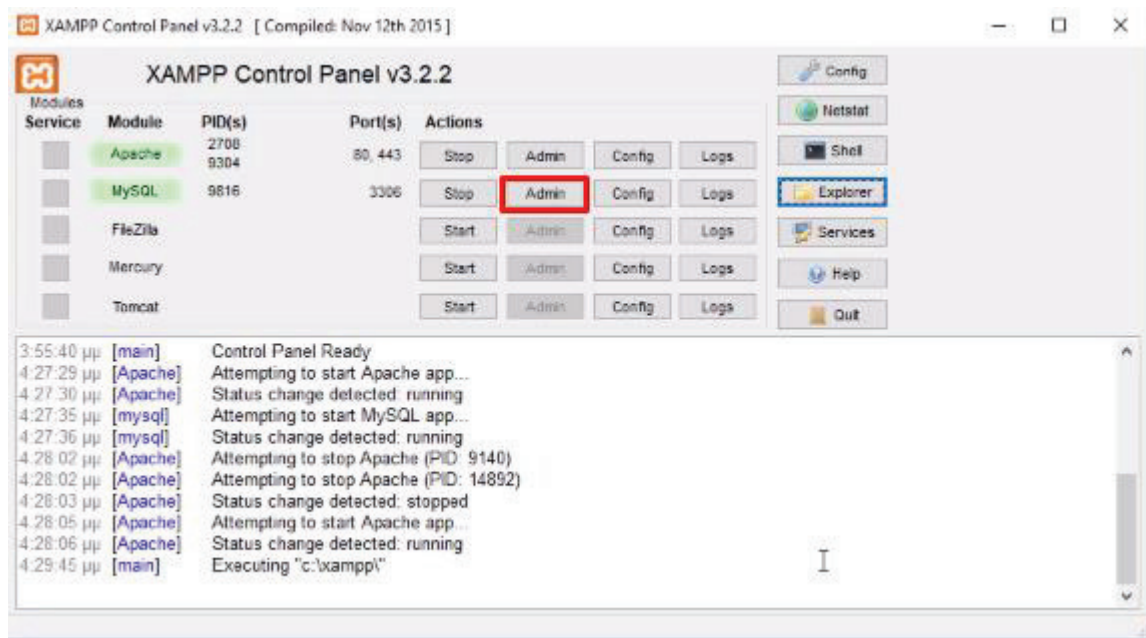 XAMPP Control Panel v3.2.2 [ Compiled: Nov 12th 2015 ]
XAMPP Control Panel v3.2.2
Modules
Service Module PID(s) Port(s) Actions
Apache 2708 9304 80, 443 Stop Admin Config Logs
MySQL 9816 3306 Stop Admin Config Logs
FileZilla Start Admin Config Logs
Mercury Start Admin Config Logs
Tomcat Start Admin Config Logs
Config
Netstat
Shell
Explorer
Services
Help
Quit
3:55:40 μμ [main] Control Panel Ready
4:27:29 μμ [Apache] Attempting to start Apache app...
4:27:30 μμ [Apache] Status change detected: running
4:27:35 μμ [mysql] Attempting to start MySQL app...
4:27:36 μμ [mysql] Status change detected: running
4:28:02 μμ [Apache] Attempting to stop Apache (PID: 9140)
4:28:02 μμ [Apache] Attempting to stop Apache (PID: 14892)
4:28:03 μμ [Apache] Status change detected: stopped
4:28:05 μμ [Apache] Attempting to start Apache app...
4:28:06 μμ [Apache] Status change detected: running
4:29:45 μμ [main] Executing "c:\xampp\"